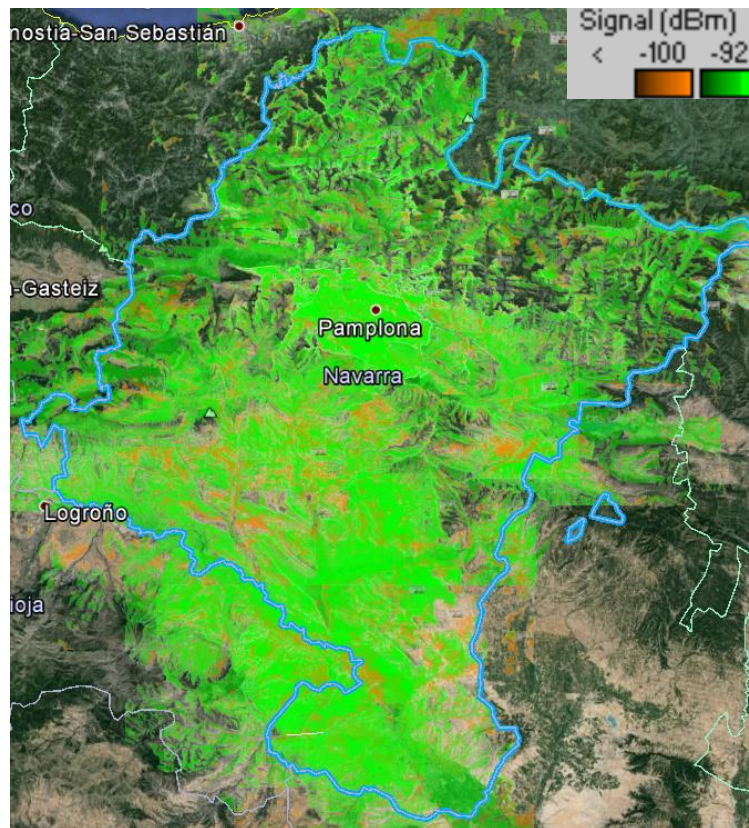 nostia-San Sebastián
Signal (dBm)
< -100 -92
co
-Gasteiz
Pamplona
Navarra
Logroño
ioja